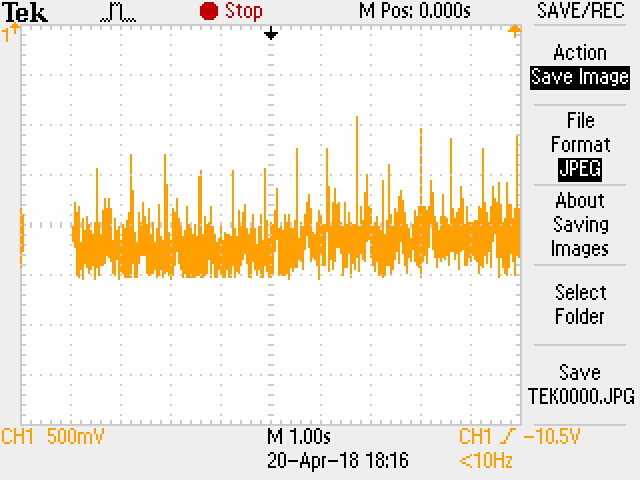 Tek Stop M Pos: 0.000s SAVE/REC
1
Action
Save Image
File
Format
JPEG
About
Saving
Images
Select
Folder
Save
TEK0000.JPG
CH1 500mV M 1.00s CH1 -10.5V
20-Apr-18 18:16 <10Hz